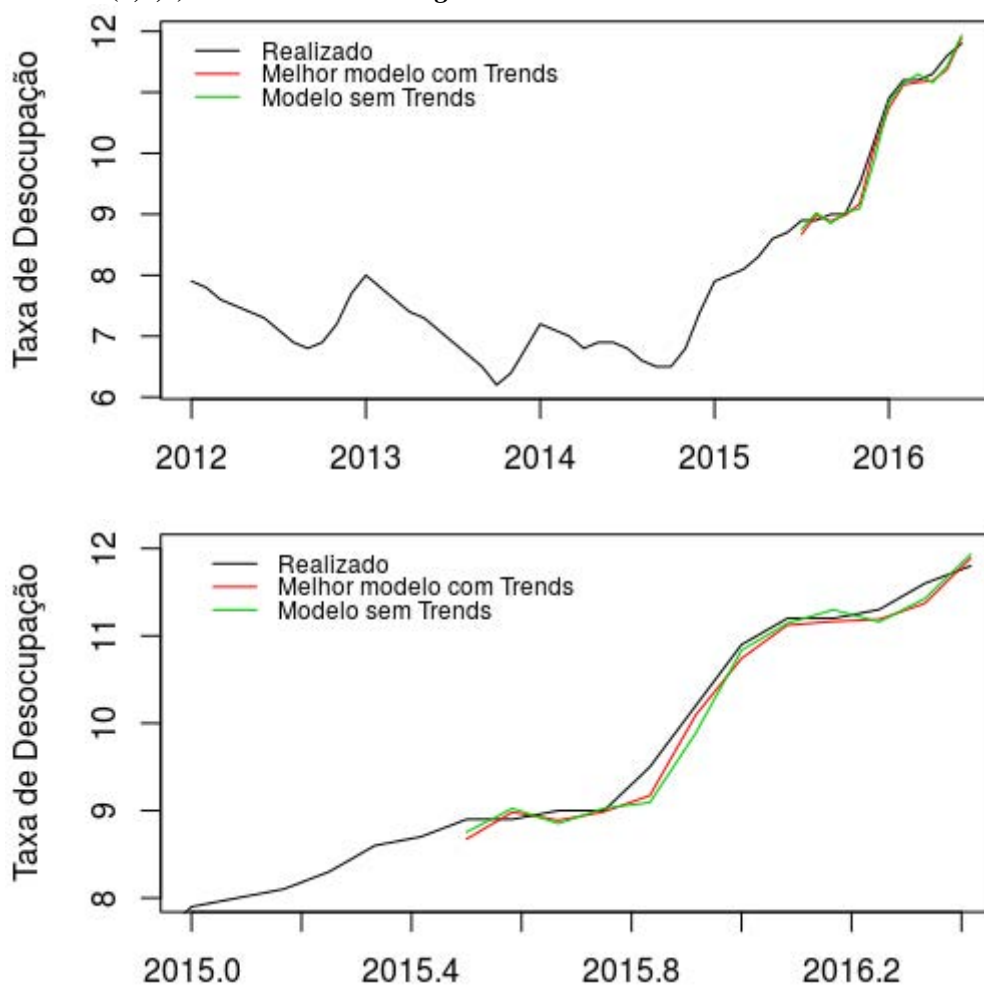 Realizado
Melhor modelo com Trends
Modelo sem Trends
Taxa de Desocupação
12
10
9
8
7
6
2012 2013 2014 2015 2016
Realizado
Melhor modelo com Trends
Modelo sem Trends
Taxa de Desocupação
12
11
10
9
8
2015.0 2015.4 2015.8 2016.2